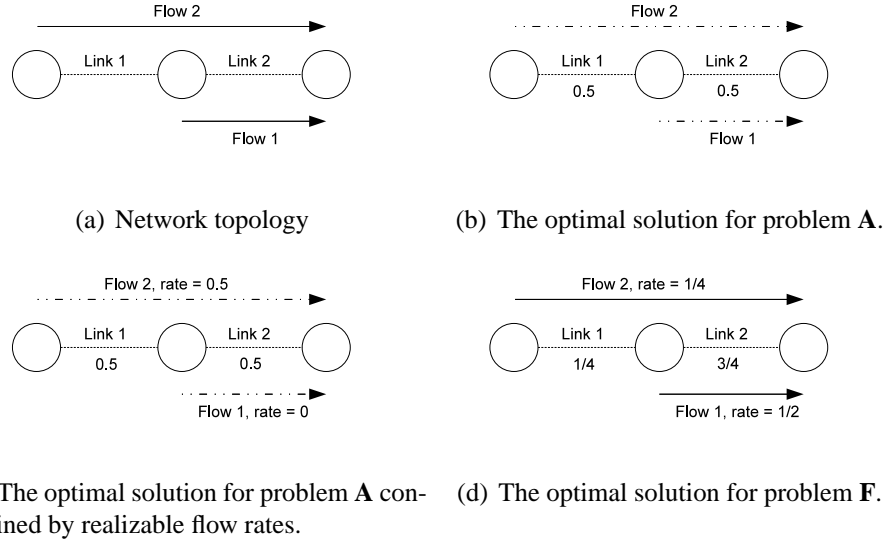 Flow 2
Link 1 Link 2
Flow 1
(a) Network topology
Flow 2
Link 1 Link 2
0.5 0.5
Flow 1
(b) The optimal solution for problem A.
Flow 2, rate = 0.5
Link 1 Link 2
0.5 0.5
Flow 1, rate = 0
The optimal solution for problem A con-
ined by realizable flow rates.
Flow 2, rate = 1/4
Link 1 Link 2
1/4 3/4
Flow 1, rate = 1/2
(d) The optimal solution for problem F.